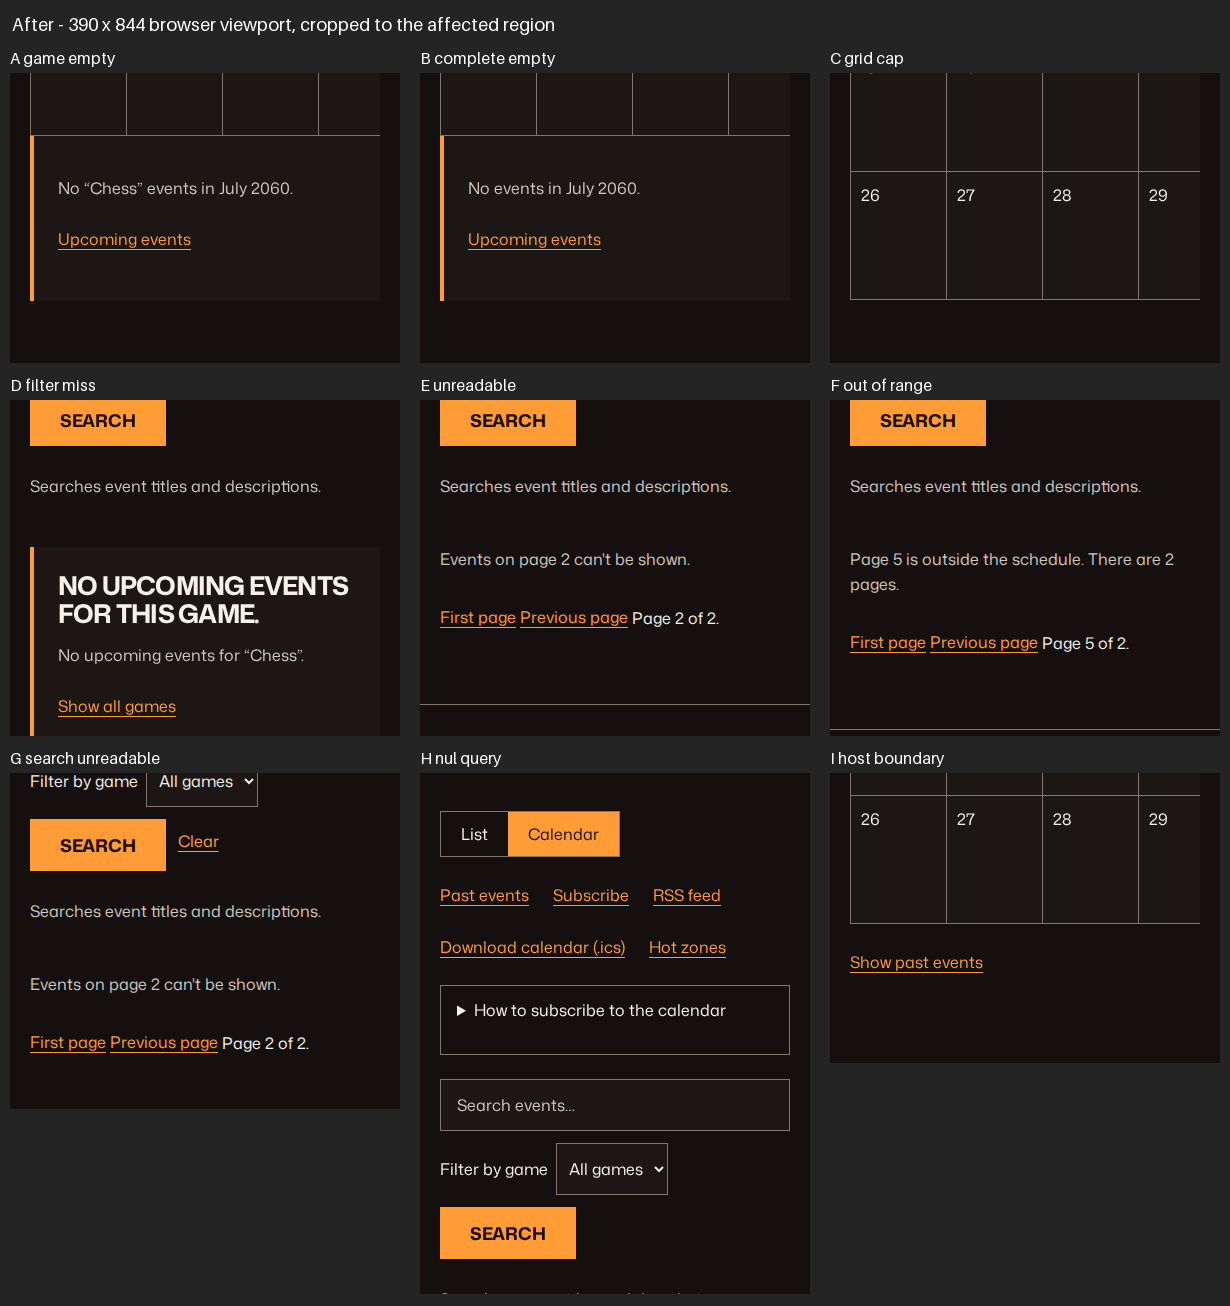 After - 390 x 844 browser viewport, cropped to the affected region
A game empty
No “Chess” events in July 2060.
Upcoming events
B complete empty
No events in July 2060.
Upcoming events
C grid cap
26 27 28 29
D filter miss
SEARCH
Searches event titles and descriptions.
NO UPCOMING EVENTS
FOR THIS GAME.
No upcoming events for “Chess”.
Show all games
E unreadable
SEARCH
Searches event titles and descriptions.
Events on page 2 can't be shown.
First page Previous page Page 2 of 2.
F out of range
SEARCH
Searches event titles and descriptions.
Page 5 is outside the schedule. There are 2
pages.
First page Previous page Page 5 of 2.
G search unreadable
Filter by game All games
SEARCH Clear
Searches event titles and descriptions.
Events on page 2 can't be shown.
First page Previous page Page 2 of 2.
H nul query
List Calendar
Past events Subscribe RSS feed
Download calendar (.ics) Hot zones
How to subscribe to the calendar
Search events...
Filter by game All games
SEARCH
I host boundary
26 27 28 29
Show past events